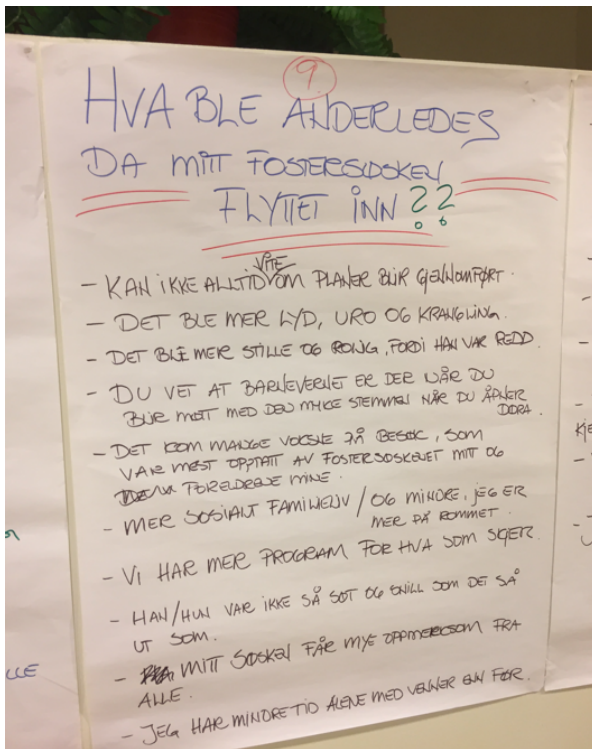 9.
HVA BLE ANDERLEDES
DA MITT FOSTERSØSKEN
FLYTTET INN ??
- KAN IKKE ALLTID VITE OM PLANER BLIR GJENNOMFØRT.
- DET BLE MER LYD, URO OG KRANGLING.
- DET BLE MER STILLE OG ROLIG, FORDI HAN VAR REDD.
- DU VET AT BARNEVERNET ER DER NÅR DU
BLIR MØTT MED DEN MYKE STEMMEN NÅR DU ÅPNER
DØRA.
- DET KOM MANGE VOKSNE PÅ BESØK, SOM
VAR MEST OPPTATT AV FOSTERSØSKENET MITT OG
FORELDRENE MINE.
- MER SOSIALT FAMILIELIV / OG MINDRE, JEG ER
MER PÅ ROMMET.
- VI HAR MER PROGRAM FOR HVA SOM SKJER.
- HAN/HUN VAR IKKE SÅ SØT OG SNILL SOM DET SÅ
UT SOM.
- MITT SØSKEN FÅR MYE OPPMERKSOM FRA
ALLE.
- JEG HAR MINDRE TID ALENE MED VENNER ENN FØR.
LLE
KJE